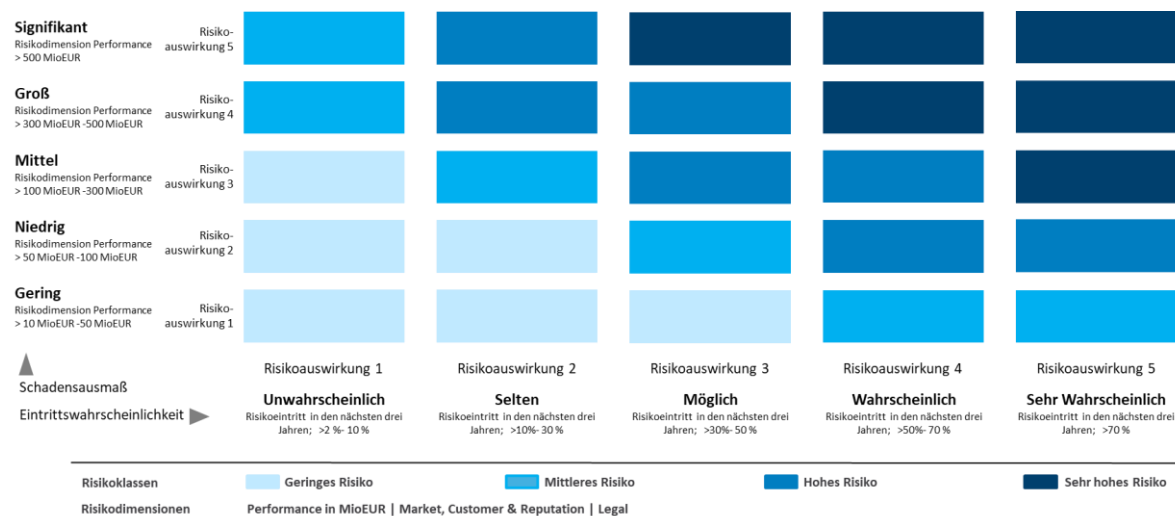 Signifikant
Risikodimension Performance
> 500 MioEUR
Risiko-
auswirkung 5
Groß
Risikodimension Performance
> 300 MioEUR -500 MioEUR
Risiko-
auswirkung 4
Mittel
Risikodimension Performance
> 100 MioEUR -300 MioEUR
Risiko-
auswirkung 3
Niedrig
Risikodimension Performance
> 50 MioEUR -100 MioEUR
Risiko-
auswirkung 2
Gering
Risikodimension Performance
> 10 MioEUR -50 MioEUR
Risiko-
auswirkung 1
Schadensausmaß
Eintrittswahrscheinlichkeit
Risikoauswirkung 1
Unwahrscheinlich
Risikoeintritt in den nächsten drei
Jahren; >2 %- 10 %
Risikoauswirkung 2
Selten
Risikoeintritt in den nächsten drei
Jahren; >10%- 30 %
Risikoauswirkung 3
Möglich
Risikoeintritt in den nächsten drei
Jahren; >30%- 50 %
Risikoauswirkung 4
Wahrscheinlich
Risikoeintritt in den nächsten drei
Jahren; >50%- 70 %
Risikoauswirkung 5
Sehr Wahrscheinlich
Risikoeintritt in den nächsten drei
Jahren; >70 %
Risikoklassen Geringes Risiko Mittleres Risiko Hohes Risiko Sehr hohes Risiko
Risikodimensionen Performance in MioEUR | Market, Customer & Reputation | Legal